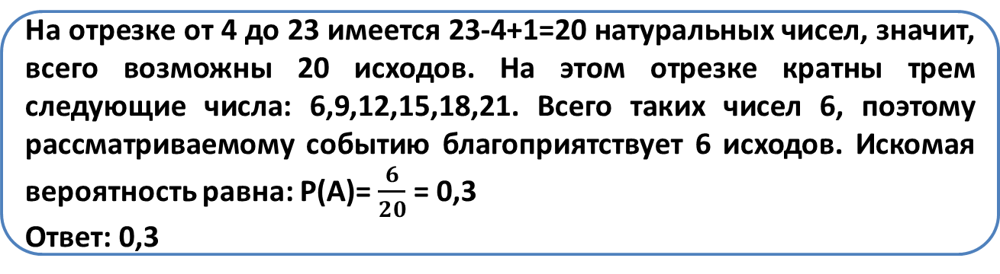 На отрезке от 4 до 23 имеется 23-4+1=20 натуральных чисел, значит,
всего возможны 20 исходов. На этом отрезке кратны трем
следующие числа: 6,9,12,15,18,21. Всего таких чисел 6, поэтому
рассматриваемому событию благоприятствует 6 исходов. Искомая
вероятность равна: P(A)= 6/20 = 0,3
Ответ: 0,3